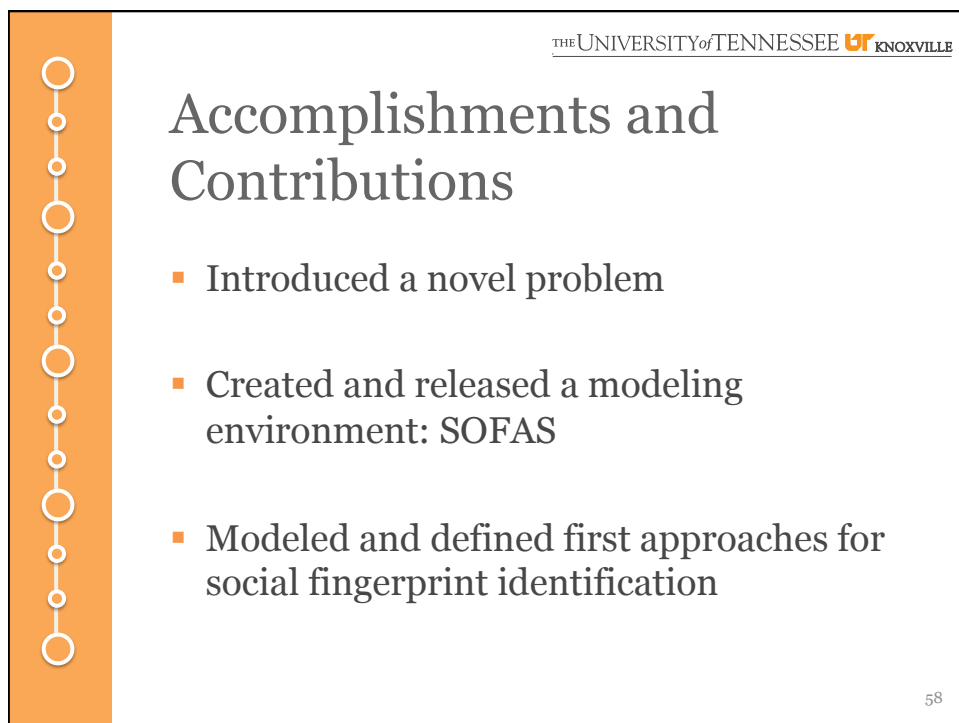 THE UNIVERSITY of TENNESSEE UT KNOXVILLE
Accomplishments and
Contributions
▪ Introduced a novel problem
▪ Created and released a modeling
environment: SOFAS
▪ Modeled and defined first approaches for
social fingerprint identification
58